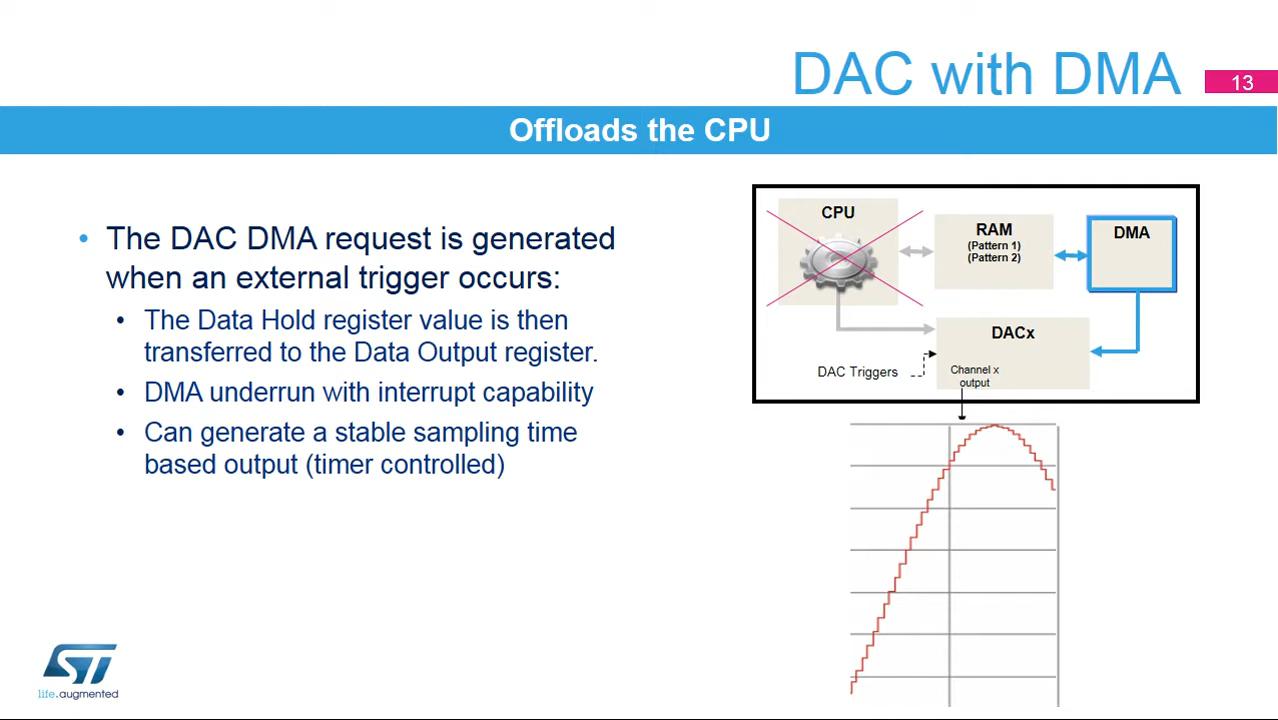 DAC with DMA
13
Offloads the CPU
• The DAC DMA request is generated
when an external trigger occurs:
• The Data Hold register value is then
transferred to the Data Output register.
• DMA underrun with interrupt capability
• Can generate a stable sampling time
based output (timer controlled)
CPU
RAM
(Pattern 1)
(Pattern 2)
DMA
DACx
DAC Triggers
Channel x
output
ST
life.augmented